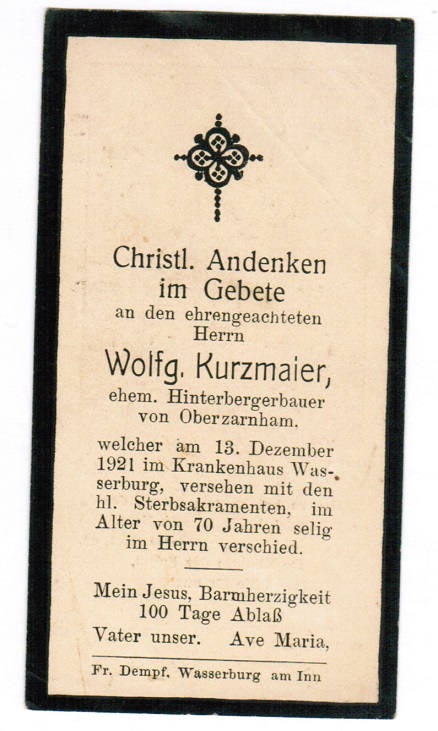 Christl. Andenken
im Gebete
an den ehrengeachteten
Herrn
Wolfg. Kurzmaier,
ehem. Hinterbergerbauer
von Oberzarnham.
welcher am 13. Dezember
1921 im Krankenhaus Was-
serburg, versehen mit den
hl. Sterbsakramenten, im
Alter von 70 Jahren selig
im Herrn verschied.
Mein Jesus, Barmherzigkeit
100 Tage Ablaß
Vater unser. Ave Maria,
Fr. Dempf, Wasserburg am Inn